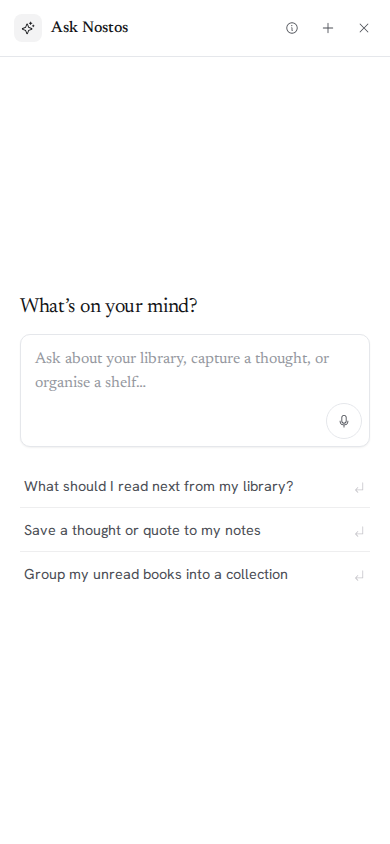 Ask Nostos
What’s on your mind?
Ask about your library, capture a thought, or
organise a shelf…
What should I read next from my library?
Save a thought or quote to my notes
Group my unread books into a collection